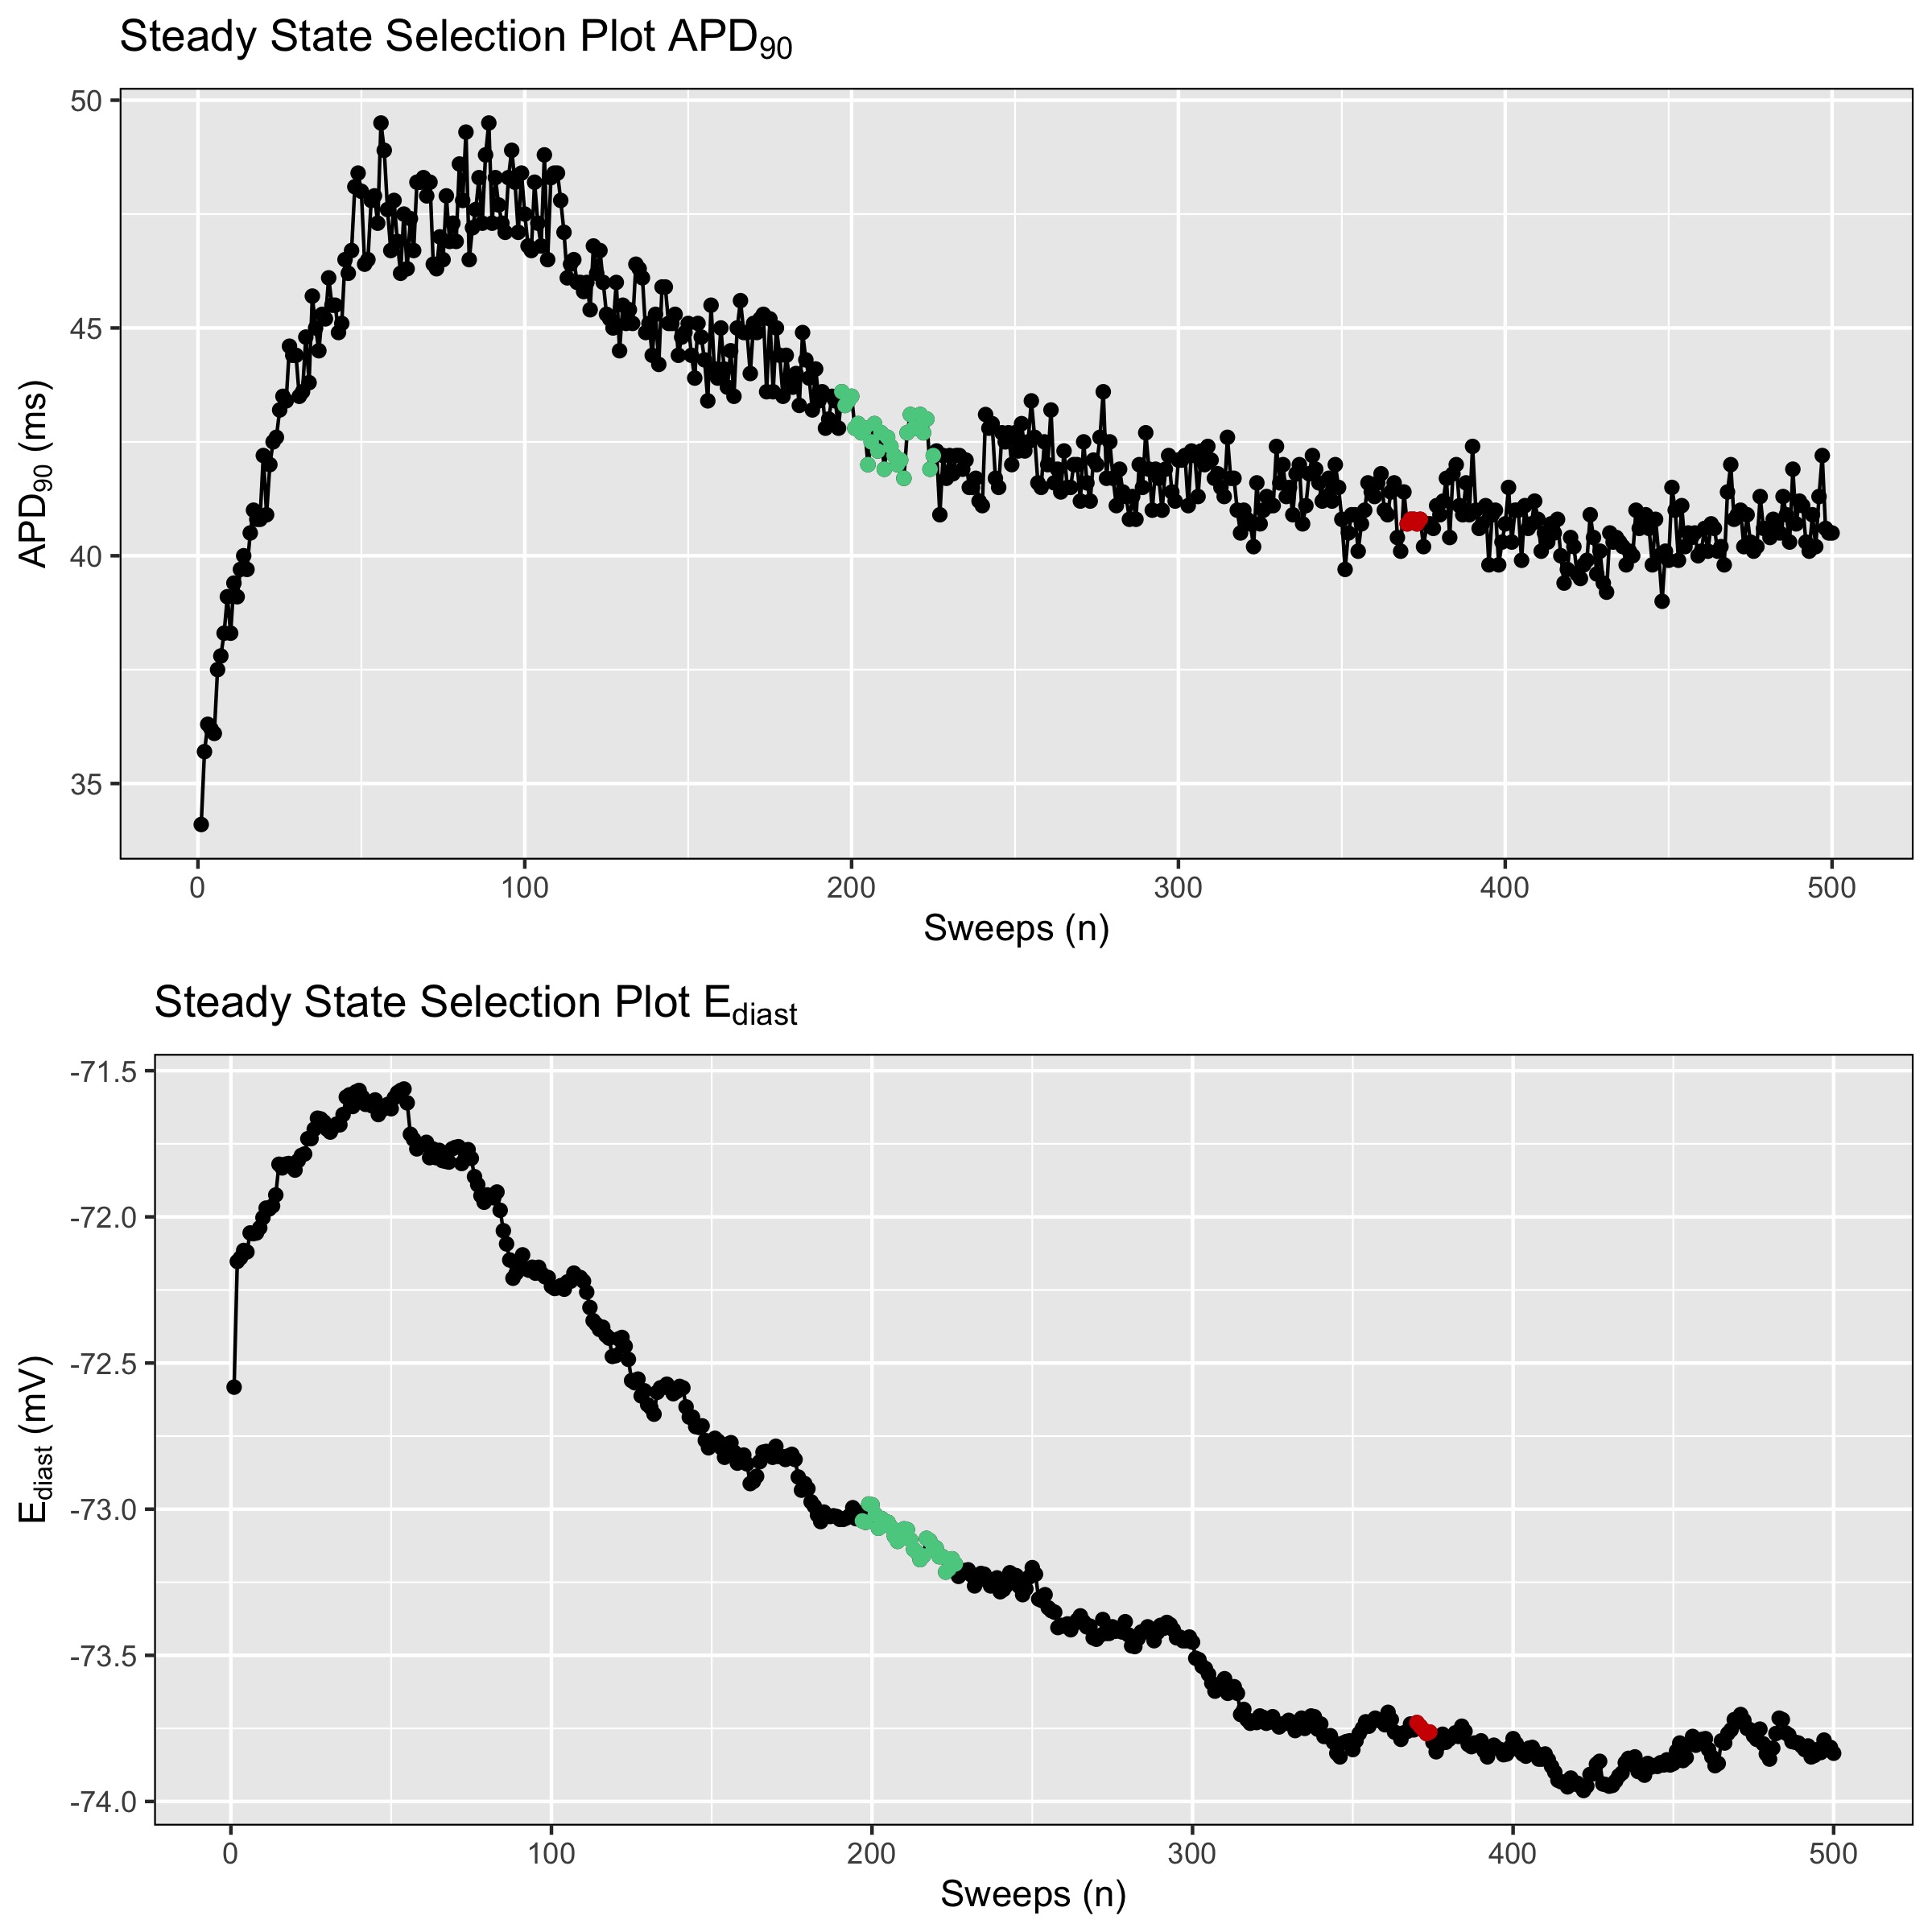 Steady State Selection Plot APD90
50
45
40
35
APD90 (ms)
0 100 200 300 400 500
Sweeps (n)
Steady State Selection Plot Ediast
-71.5
-72.0
-72.5
-73.0
-73.5
-74.0
Ediast (mV)
0 100 200 300 400 500
Sweeps (n)